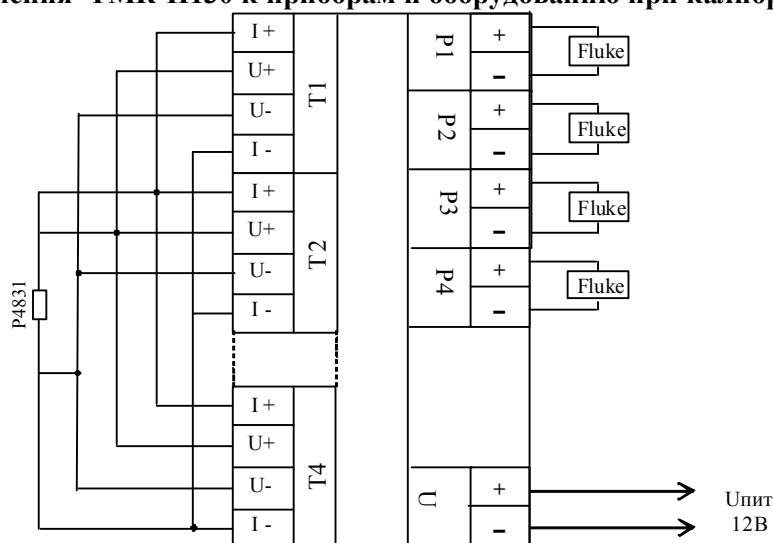 ения ТМК-Н130 к приборам и оборудованию при калибр
I +
U+
U-
I -
T1
I +
U+
U-
I -
T2
I +
U+
U-
I -
T4
P4831
P1
+
-
Fluke
P2
+
-
Fluke
P3
+
-
Fluke
P4
+
-
Fluke
U
+
-
Uпит
12В